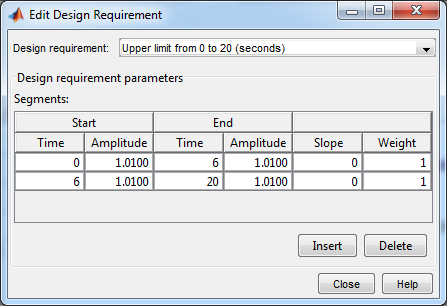 Edit Design Requirement
Design requirement: Upper limit from 0 to 20 (seconds)
Design requirement parameters
Segments:
Start End
Time Amplitude Time Amplitude Slope Weight
0 1.0100 6 1.0100 0 1
6 1.0100 20 1.0100 0 1
Insert Delete
Close Help